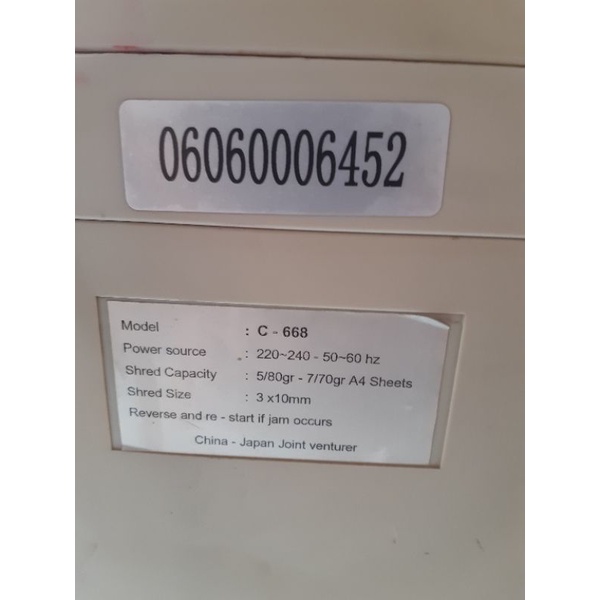 06060006452
Model : C - 668
Power source : 220~240 - 50~60 hz
Shred Capacity : 5/80gr - 7/70gr A4 Sheets
Shred Size : 3 x10mm
Reverse and re - start if jam occurs
China - Japan Joint venturer